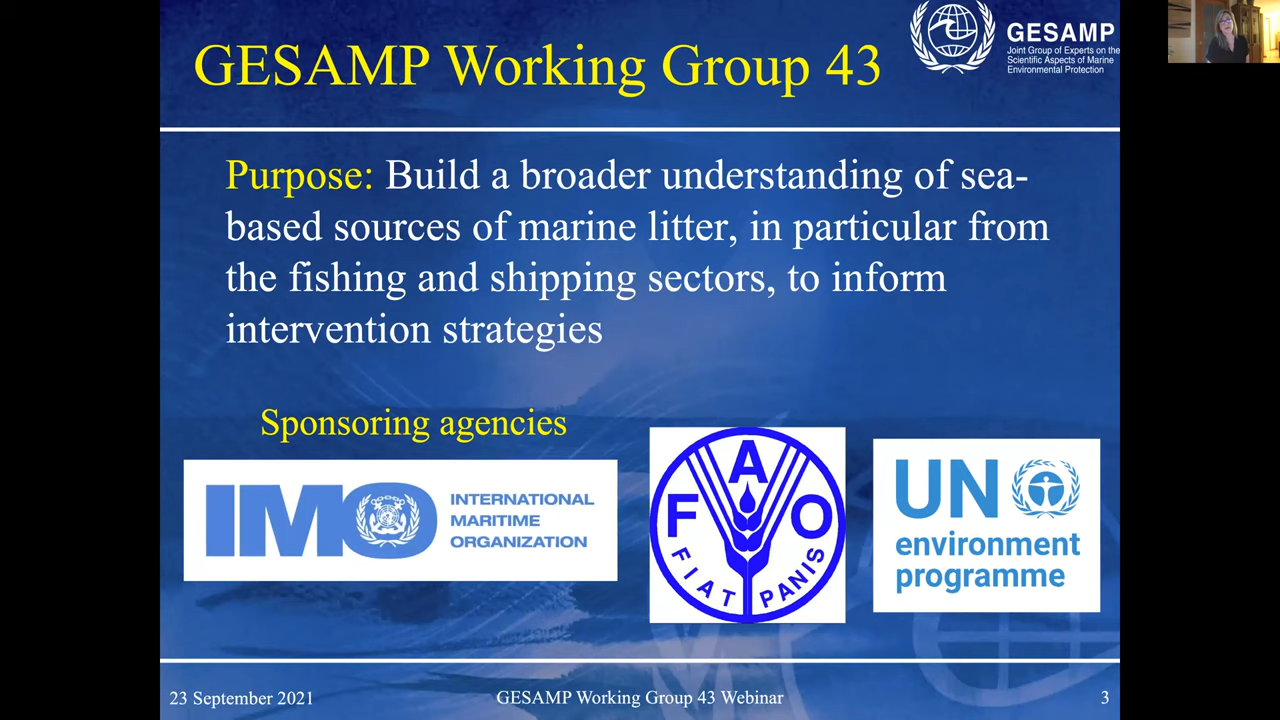 GESAMP Working Group 43
GESAMP
Joint Group of Experts on the
Scientific Aspects of Marine
Environmental Protection
Purpose: Build a broader understanding of sea-
based sources of marine litter, in particular from
the fishing and shipping sectors, to inform
intervention strategies
Sponsoring agencies
IMO
INTERNATIONAL
MARITIME
ORGANIZATION
F A O
FIAT PANIS
UN
environment
programme
23 September 2021
GESAMP Working Group 43 Webinar
3